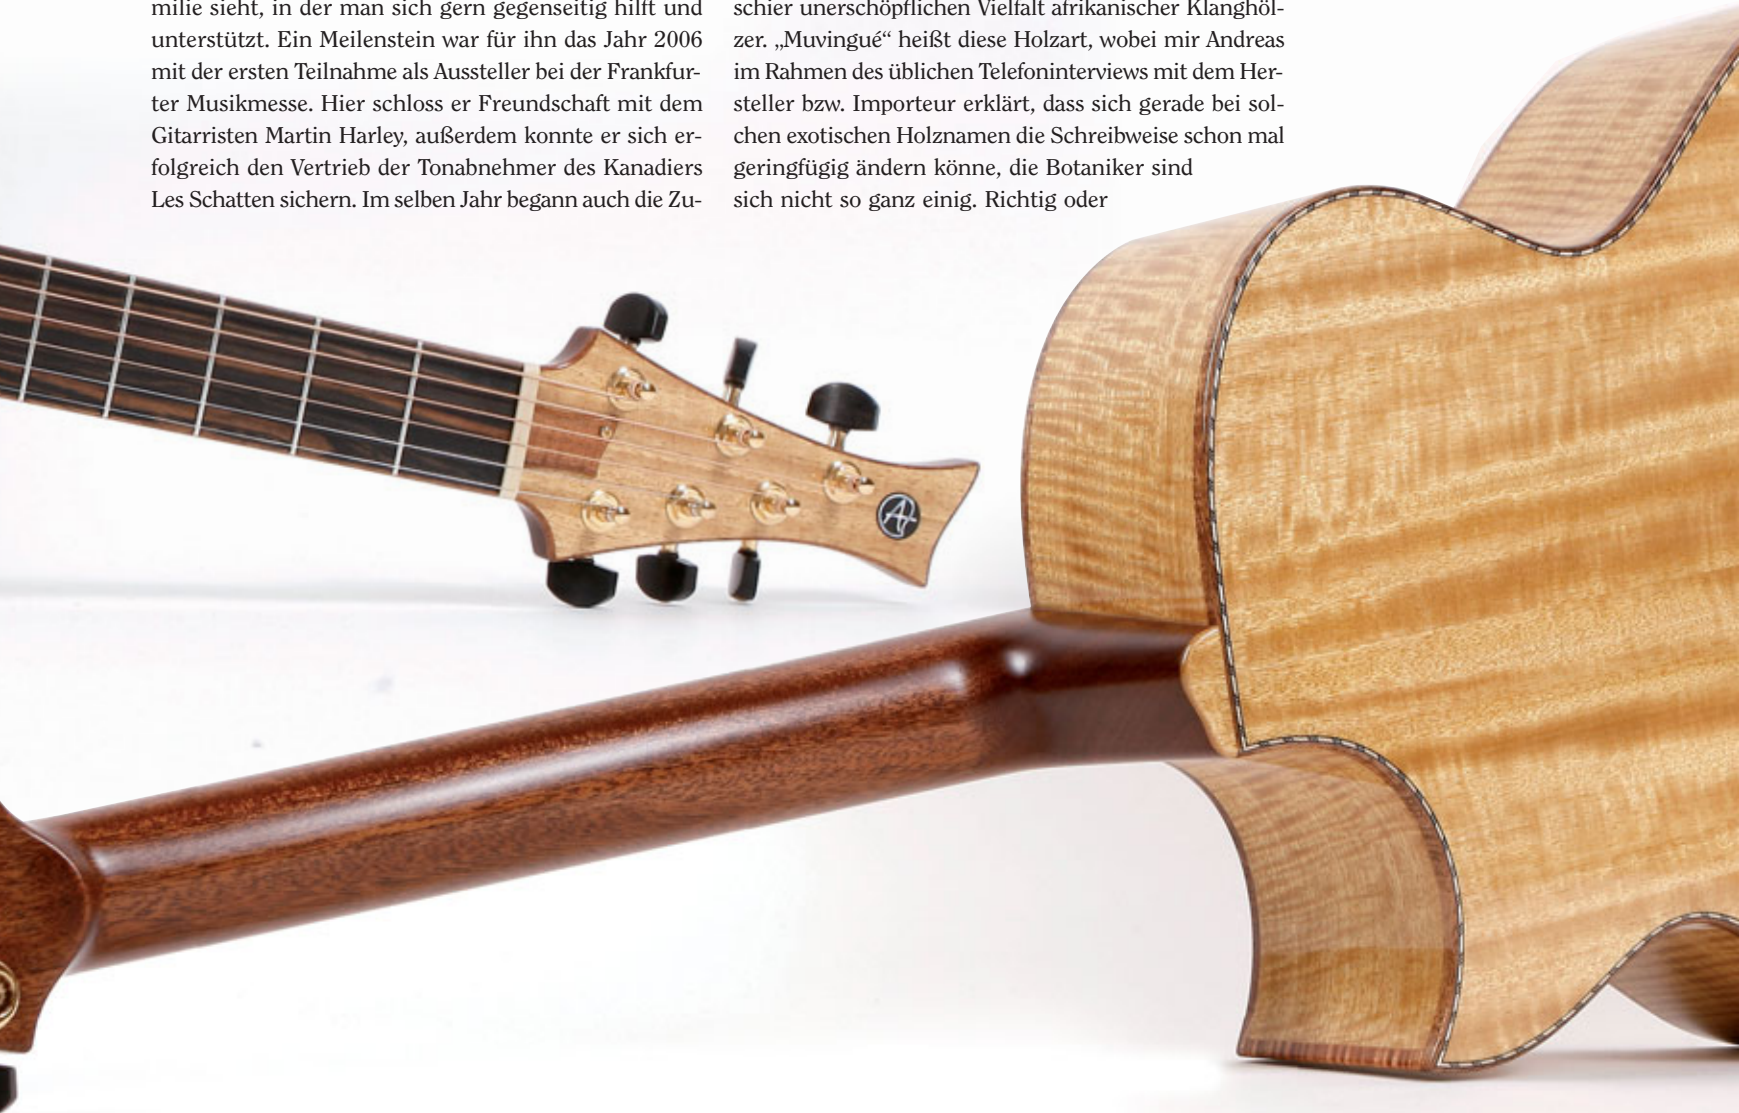 milie sieht, in der man sich gern gegenseitig hilft und
unterstützt. Ein Meilenstein war für ihn das Jahr 2006
mit der ersten Teilnahme als Aussteller bei der Frankfur-
ter Musikmesse. Hier schloss er Freundschaft mit dem
Gitarristen Martin Harley, außerdem konnte er sich er-
folgreich den Vertrieb der Tonabnehmer des Kanadiers
Les Schatten sichern. Im selben Jahr begann auch die Zu-
schier unerschöpflichen Vielfalt afrikanischer Klanghöl-
zer. „Muvingué“ heißt diese Holzart, wobei mir Andreas
im Rahmen des üblichen Telefoninterviews mit dem Her-
steller bzw. Importeur erklärt, dass sich gerade bei sol-
chen exotischen Holznamen die Schreibweise schon mal
geringfügig ändern könne, die Botaniker sind
sich nicht so ganz einig. Richtig oder